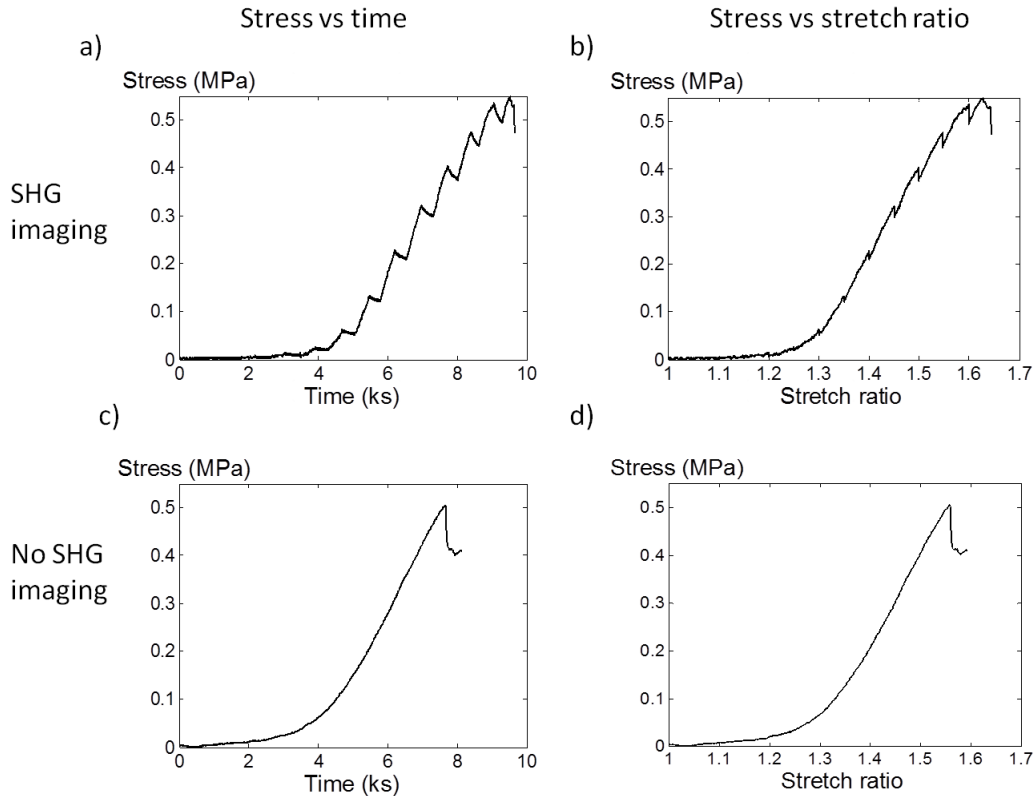 Stress vs time
Stress vs stretch ratio
a)
b)
Stress (MPa)
Stress (MPa)
SHG
imaging
0.5
0.4
0.3
0.2
0.1
0
0 2 4 6 8 10
Time (ks)
0.5
0.4
0.3
0.2
0.1
0
1 1.1 1.2 1.3 1.4 1.5 1.6 1.7
Stretch ratio
c)
d)
Stress (MPa)
Stress (MPa)
No SHG
imaging
0.5
0.4
0.3
0.2
0.1
0
0 2 4 6 8 10
Time (ks)
0.5
0.4
0.3
0.2
0.1
0
1 1.1 1.2 1.3 1.4 1.5 1.6 1.7
Stretch ratio